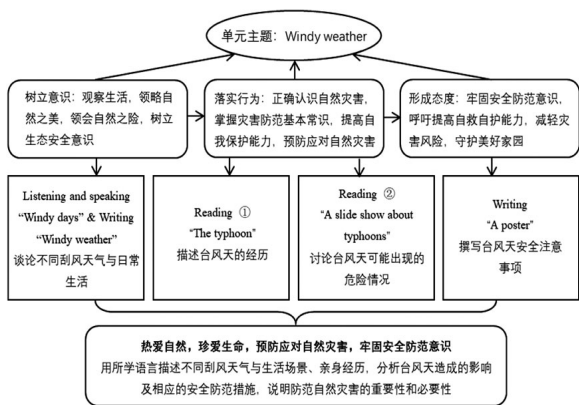 单元主题：Windy weather
树立意识：观察生活，领略自
然之美，领会自然之险，树立
生态安全意识
落实行为：正确认识自然灾害，
掌握灾害防范基本常识，提高自
我保护能力，预防应对自然灾害
形成态度：牢固安全防范意识，
呼吁提高自救自护能力，减轻灾
害风险，守护美好家园
Listening and speaking
“Windy days” & Writing
“Windy weather”
谈论不同刮风天气与日常
生活
Reading ①
“The typhoon”
描述台风天的经历
Reading ②
“A slide show about
typhoons”
讨论台风天可能出现的
危险情况
Writing
“A poster”
撰写台风天安全注意
事项
热爱自然，珍爱生命，预防应对自然灾害，牢固安全防范意识
用所学语言描述不同刮风天气与生活场景、亲身经历，分析台风天造成的影响
及相应的安全防范措施，说明防范自然灾害的重要性和必要性